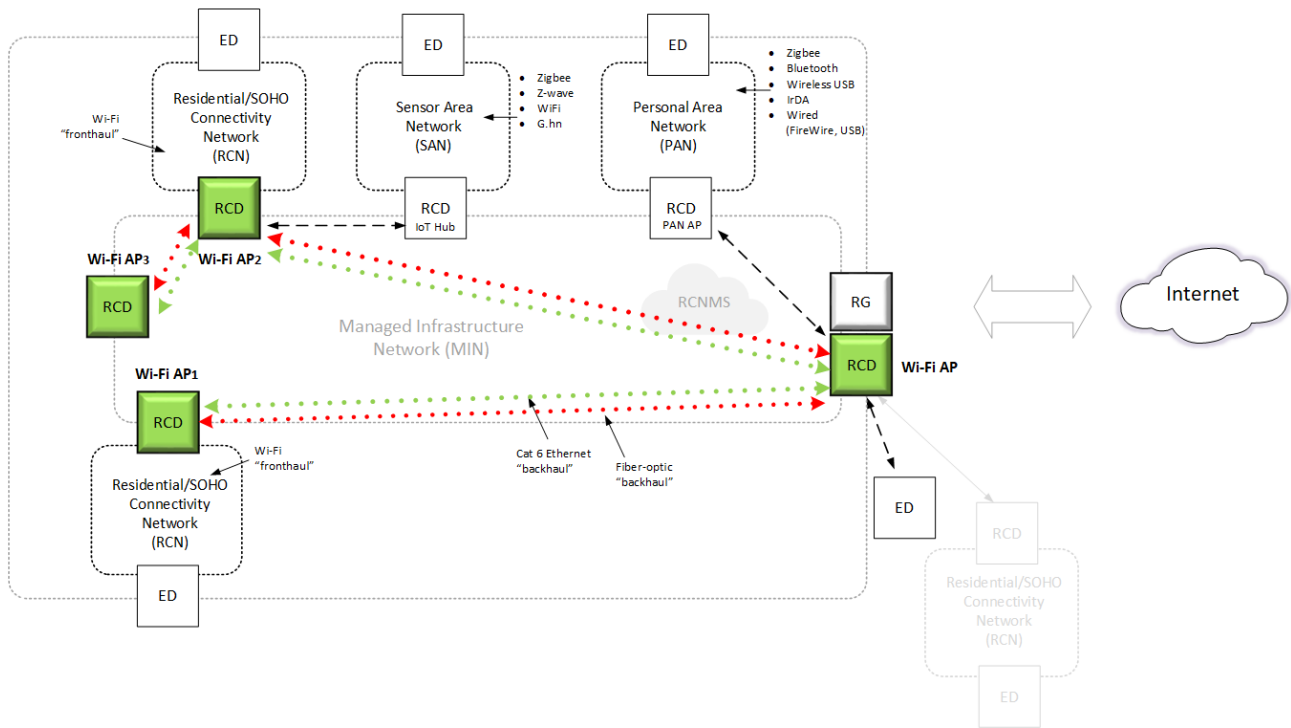 ED
ED
ED
Residential/SOHO
Connectivity
Network
(RCN)
Wi-Fi
“fronthaul”
Sensor Area
Network
(SAN)
• Zigbee
• Z-wave
• WiFi
• G.hn
Personal Area
Network
(PAN)
• Zigbee
• Bluetooth
• Wireless USB
• IrDA
• Wired
(FireWire, USB)
RCD
RCD
IoT Hub
RCD
PAN AP
Wi-Fi AP3
Wi-Fi AP2
RCD
RCNMS
RG
Internet
Managed Infrastructure
Network (MIN)
RCD
Wi-Fi AP
Wi-Fi AP1
RCD
Wi-Fi
“fronthaul”
Cat 6 Ethernet
“backhaul”
Fiber-optic
“backhaul”
Residential/SOHO
Connectivity
Network
(RCN)
ED
ED
RCD
Residential/SOHO
Connectivity
Network
(RCN)
ED